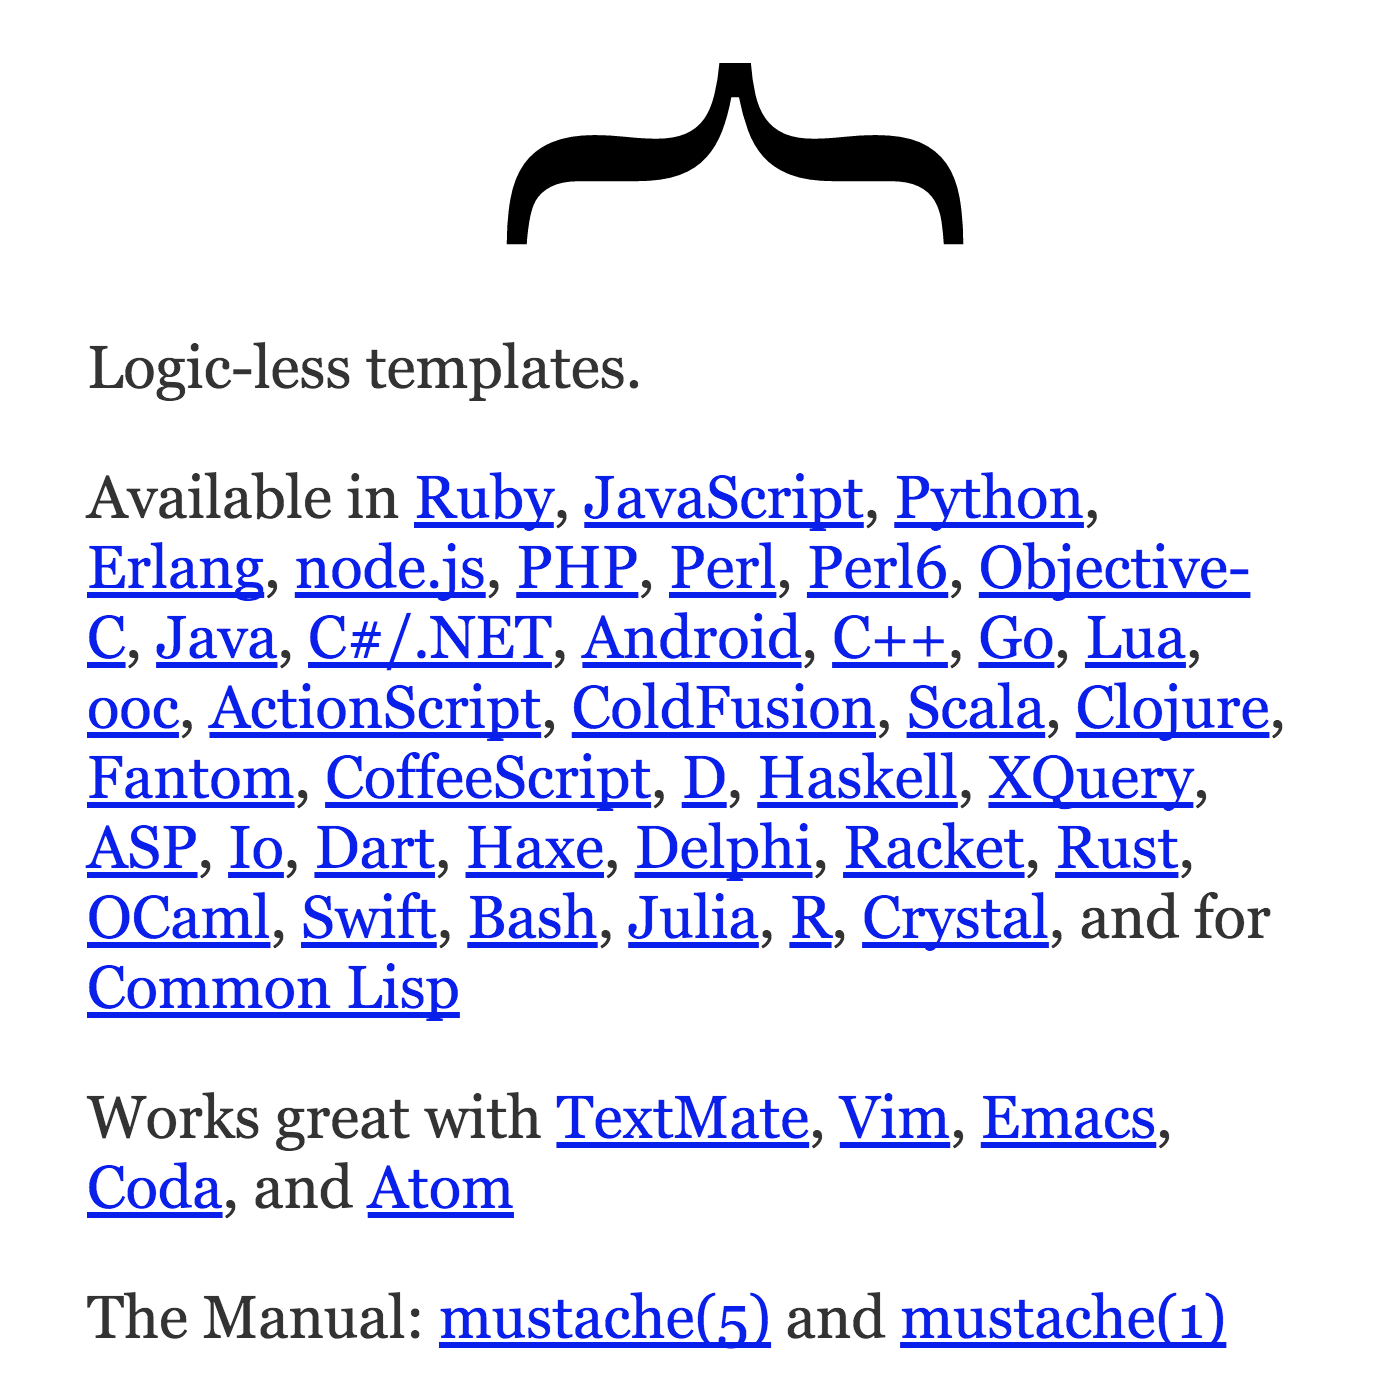 Logic-less templates.
Available in Ruby, JavaScript, Python,
Erlang, node.js, PHP, Perl, Perl6, Objective-
C, Java, C#/.NET, Android, C++, Go, Lua,
ooc, ActionScript, ColdFusion, Scala, Clojure,
Fantom, CoffeeScript, D, Haskell, XQuery,
ASP, Io, Dart, Haxe, Delphi, Racket, Rust,
OCaml, Swift, Bash, Julia, R, Crystal, and for
Common Lisp
Works great with TextMate, Vim, Emacs,
Coda, and Atom
The Manual: mustache(5) and mustache(1)